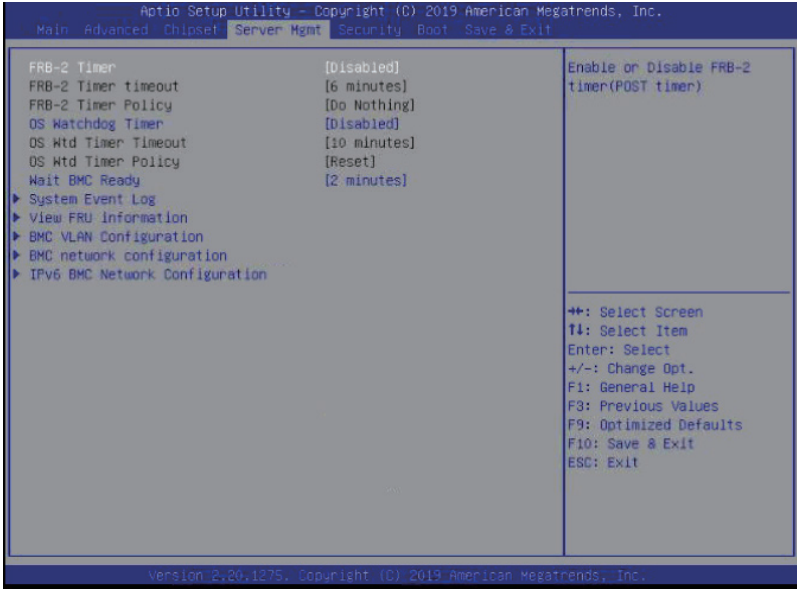 Aptio Setup Utility – Copyright (C) 2019 American Megatrends, Inc.
Main Advanced Chipset Server Mgmt Security Boot Save & Exit
FRB-2 Timer [Disabled]
FRB-2 Timer timeout [6 minutes]
FRB-2 Timer Policy [Do Nothing]
OS Watchdog Timer [Disabled]
OS Wtd Timer Timeout [10 minutes]
OS Wtd Timer Policy [Reset]
Wait BMC Ready [2 minutes]
System Event Log
View FRU information
BMC VLAN Configuration
BMC network configuration
IPv6 BMC Network Configuration
Enable or Disable FRB-2
timer(POST timer)
→←: Select Screen
↑↓: Select Item
Enter: Select
+/-: Change Opt.
F1: General Help
F3: Previous Values
F9: Optimized Defaults
F10: Save & Exit
ESC: Exit
Version 2.20.1275. Copyright (C) 2019 American Megatrends, Inc.